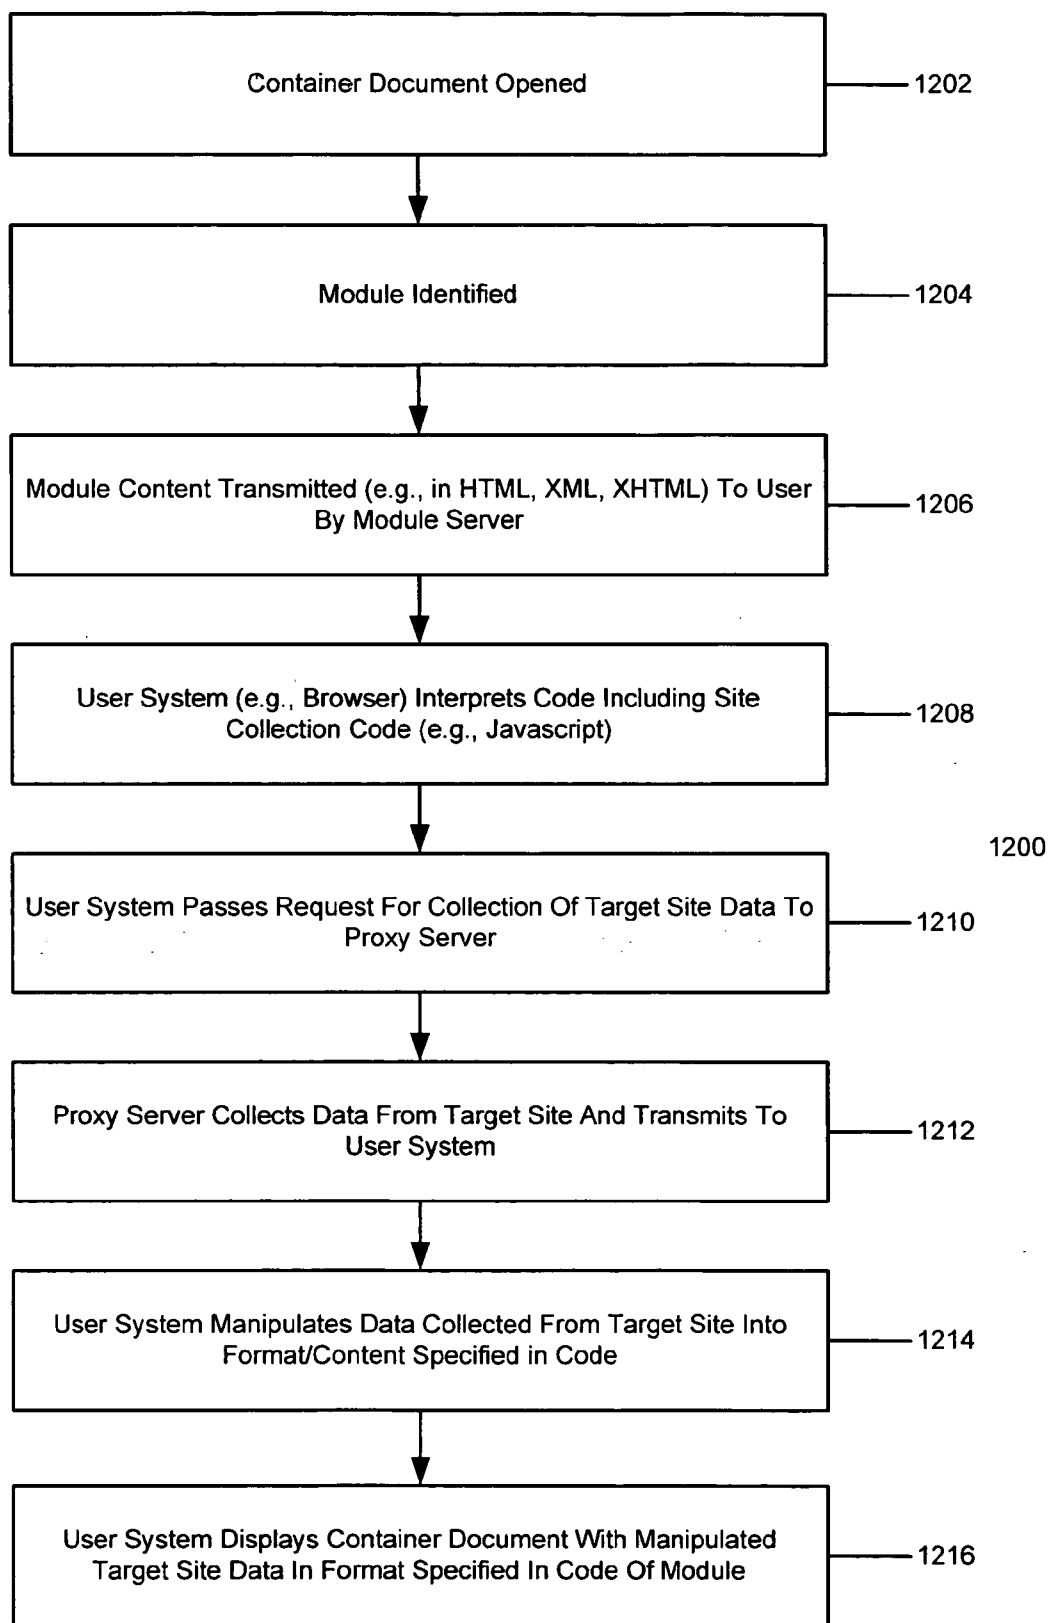 Container Document Opened
1202
Module Identified
1204
Module Content Transmitted (e.g., in HTML, XML, XHTML) To User
By Module Server
1206
User System (e.g., Browser) Interprets Code Including Site
Collection Code (e.g., Javascript)
1208
1200
User System Passes Request For Collection Of Target Site Data To
Proxy Server
1210
Proxy Server Collects Data From Target Site And Transmits To
User System
1212
User System Manipulates Data Collected From Target Site Into
Format/Content Specified in Code
1214
User System Displays Container Document With Manipulated
Target Site Data In Format Specified In Code Of Module
1216